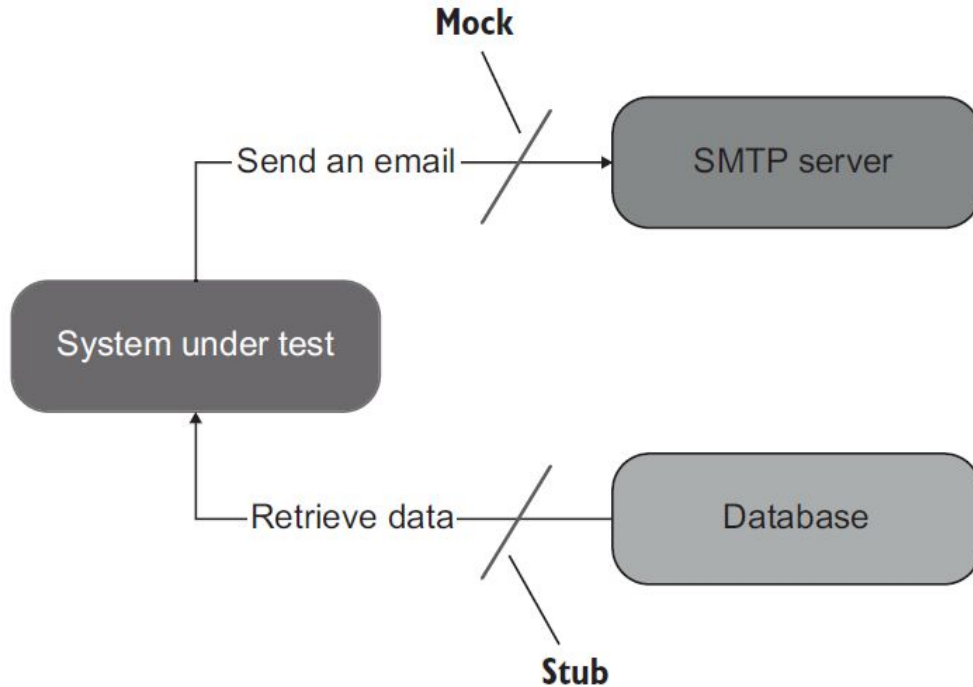 Mock
Send an email
SMTP server
System under test
Retrieve data
Database
Stub